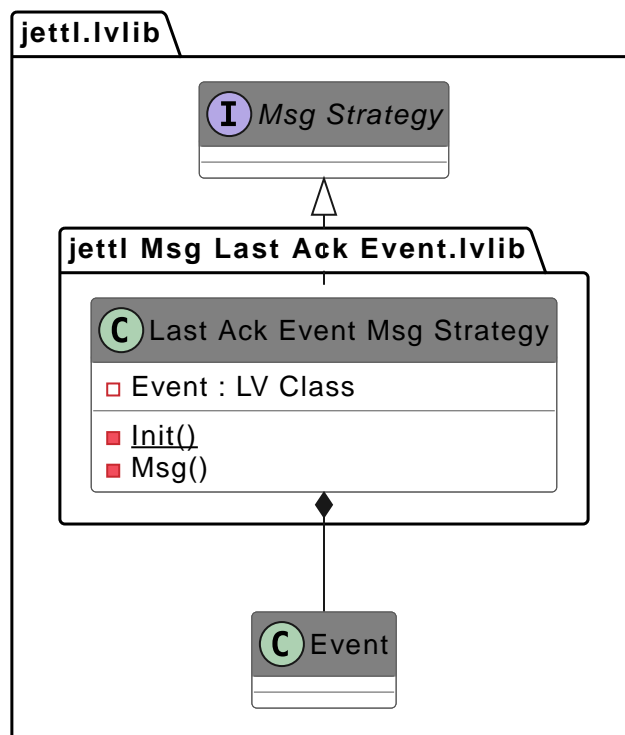 jettl.lvlib
I Msg Strategy
jettl Msg Last Ack Event.lvlib
C Last Ack Event Msg Strategy
Event : LV Class
Init()
Msg()
C Event